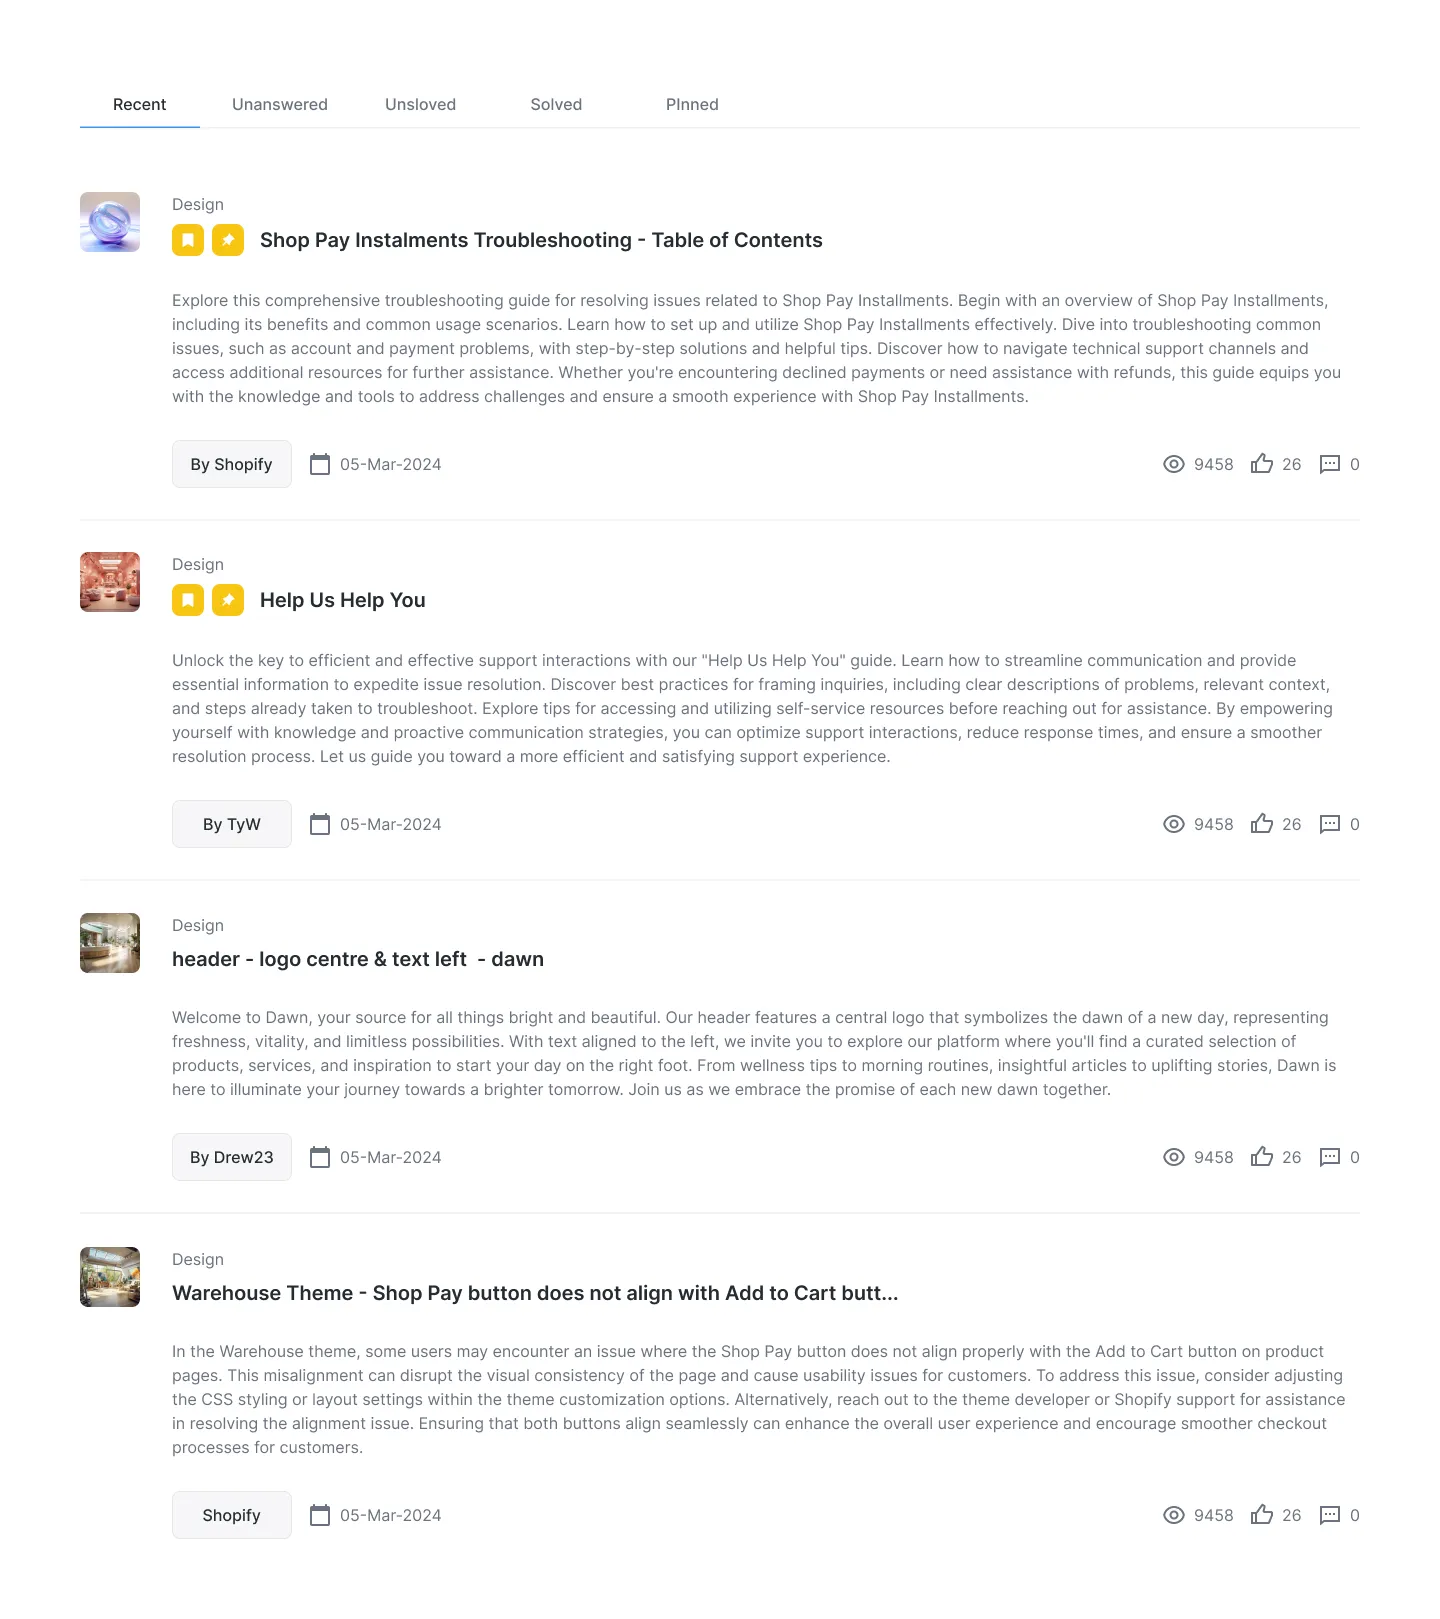 Recent Unanswered Unsloved Solved PInned
Design
Shop Pay Instalments Troubleshooting - Table of Contents
Explore this comprehensive troubleshooting guide for resolving issues related to Shop Pay Installments. Begin with an overview of Shop Pay Installments,
including its benefits and common usage scenarios. Learn how to set up and utilize Shop Pay Installments effectively. Dive into troubleshooting common
issues, such as account and payment problems, with step-by-step solutions and helpful tips. Discover how to navigate technical support channels and
access additional resources for further assistance. Whether you're encountering declined payments or need assistance with refunds, this guide equips you
with the knowledge and tools to address challenges and ensure a smooth experience with Shop Pay Installments.
By Shopify 05-Mar-2024 9458 26 0
Design
Help Us Help You
Unlock the key to efficient and effective support interactions with our "Help Us Help You" guide. Learn how to streamline communication and provide
essential information to expedite issue resolution. Discover best practices for framing inquiries, including clear descriptions of problems, relevant context,
and steps already taken to troubleshoot. Explore tips for accessing and utilizing self-service resources before reaching out for assistance. By empowering
yourself with knowledge and proactive communication strategies, you can optimize support interactions, reduce response times, and ensure a smoother
resolution process. Let us guide you toward a more efficient and satisfying support experience.
By TyW 05-Mar-2024 9458 26 0
Design
header - logo centre & text left  - dawn
Welcome to Dawn, your source for all things bright and beautiful. Our header features a central logo that symbolizes the dawn of a new day, representing
freshness, vitality, and limitless possibilities. With text aligned to the left, we invite you to explore our platform where you'll find a curated selection of
products, services, and inspiration to start your day on the right foot. From wellness tips to morning routines, insightful articles to uplifting stories, Dawn is
here to illuminate your journey towards a brighter tomorrow. Join us as we embrace the promise of each new dawn together.
By Drew23 05-Mar-2024 9458 26 0
Design
Warehouse Theme - Shop Pay button does not align with Add to Cart butt...
In the Warehouse theme, some users may encounter an issue where the Shop Pay button does not align properly with the Add to Cart button on product
pages. This misalignment can disrupt the visual consistency of the page and cause usability issues for customers. To address this issue, consider adjusting
the CSS styling or layout settings within the theme customization options. Alternatively, reach out to the theme developer or Shopify support for assistance
in resolving the alignment issue. Ensuring that both buttons align seamlessly can enhance the overall user experience and encourage smoother checkout
processes for customers.
Shopify 05-Mar-2024 9458 26 0